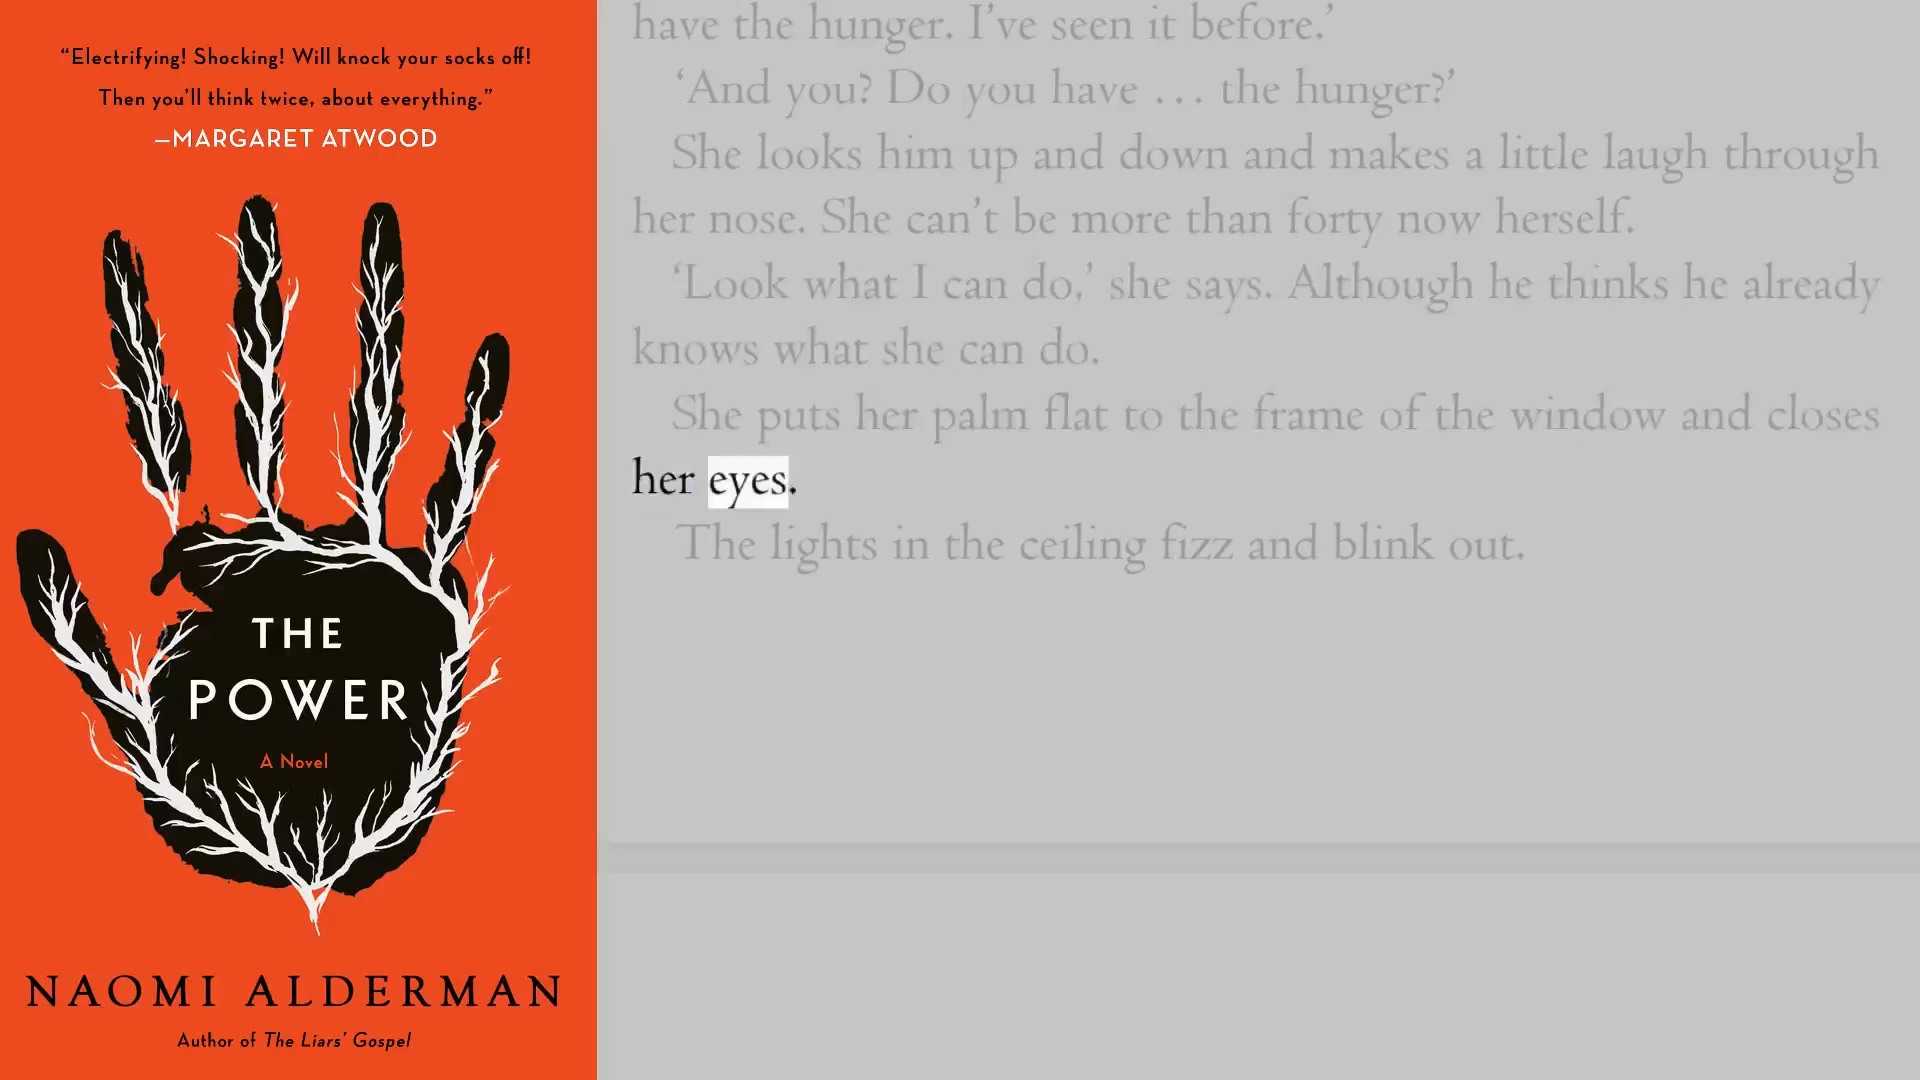 “Electrifying! Shocking! Will knock your socks off!
Then you’ll think twice, about everything.”
—MARGARET ATWOOD
THE
POWER
A Novel
NAOMI ALDERMAN
Author of The Liars’ Gospel
have the hunger. I’ve seen it before.’
‘And you? Do you have … the hunger?’
She looks him up and down and makes a little laugh through
her nose. She can’t be more than forty now herself.
‘Look what I can do,’ she says. Although he thinks he already
knows what she can do.
She puts her palm flat to the frame of the window and closes
her eyes.
The lights in the ceiling fizz and blink out.